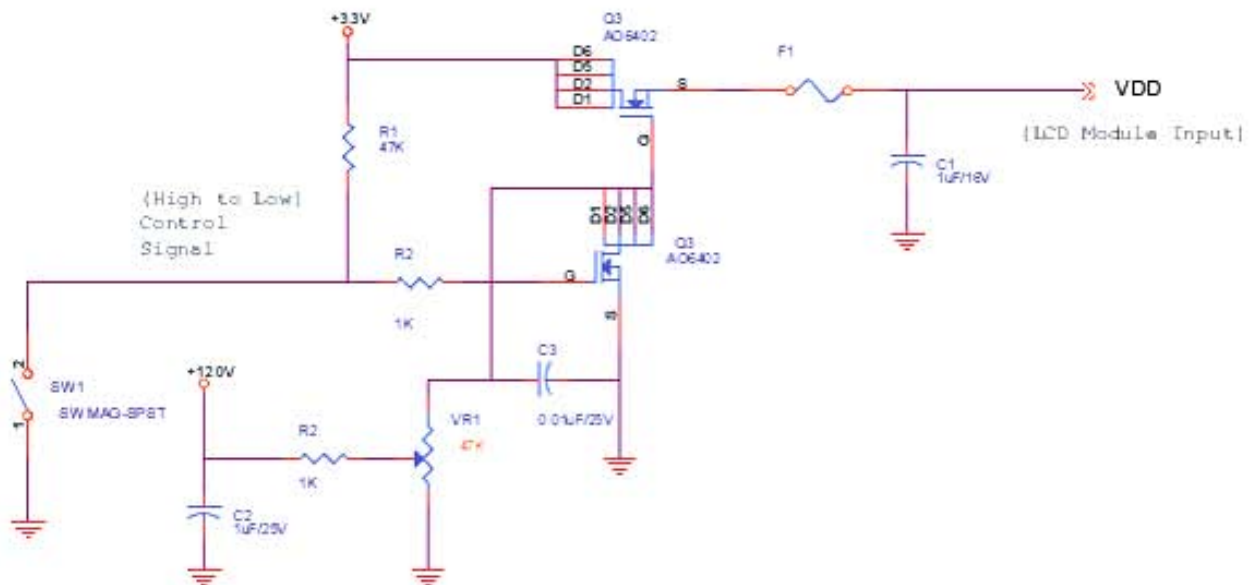 +3.3V
Q3
AO6402
D6
D5
D2
D1
S
G
F1
VDD
(LCD Module Input)
R1
47K
C1
1uF/16V
(High to Low)
Control
Signal
D1
D2
D5
D6
Q3
AO6402
R2
1K
G
S
2
SW1
SW MAG-SPST
1
+12.0V
C3
0.01uF/25V
R2
1K
VR1
47K
C2
1uF/25V